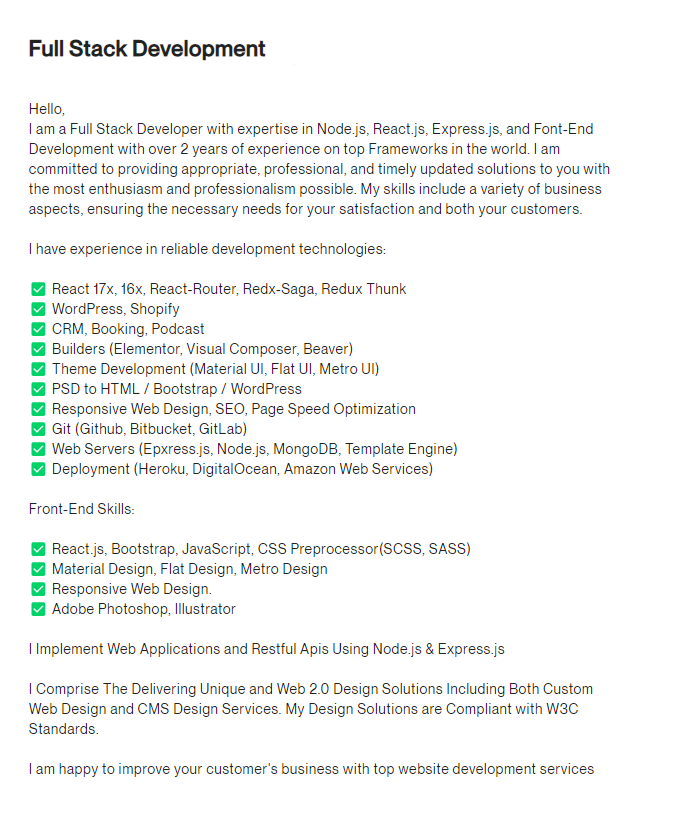 Full Stack Development
Hello,
I am a Full Stack Developer with expertise in Node.js, React.js, Express.js, and Font-End
Development with over 2 years of experience on top Frameworks in the world. I am
committed to providing appropriate, professional, and timely updated solutions to you with
the most enthusiasm and professionalism possible. My skills include a variety of business
aspects, ensuring the necessary needs for your satisfaction and both your customers.
I have experience in reliable development technologies:
✅ React 17x, 16x, React-Router, Redx-Saga, Redux Thunk
✅ WordPress, Shopify
✅ CRM, Booking, Podcast
✅ Builders (Elementor, Visual Composer, Beaver)
✅ Theme Development (Material UI, Flat UI, Metro UI)
✅ PSD to HTML / Bootstrap / WordPress
✅ Responsive Web Design, SEO, Page Speed Optimization
✅ Git (Github, Bitbucket, GitLab)
✅ Web Servers (Epxress.js, Node.js, MongoDB, Template Engine)
✅ Deployment (Heroku, DigitalOcean, Amazon Web Services)
Front-End Skills:
✅ React.js, Bootstrap, JavaScript, CSS Preprocessor(SCSS, SASS)
✅ Material Design, Flat Design, Metro Design
✅ Responsive Web Design.
✅ Adobe Photoshop, Illustrator
I Implement Web Applications and Restful Apis Using Node.js & Express.js
I Comprise The Delivering Unique and Web 2.0 Design Solutions Including Both Custom
Web Design and CMS Design Services. My Design Solutions are Compliant with W3C
Standards.
I am happy to improve your customer's business with top website development services